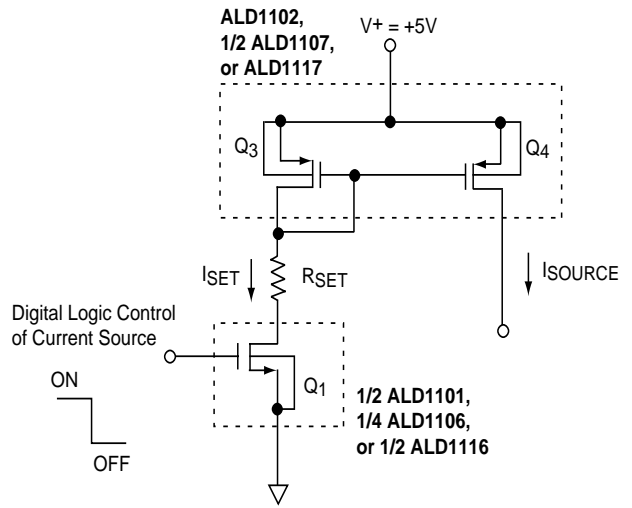 ALD1102,
1/2 ALD1107,
or ALD1117
V+ = +5V
Q3
Q4
ISET
RSET
ISOURCE
Digital Logic Control
of Current Source
ON
OFF
Q1
1/2 ALD1101,
1/4 ALD1106,
or 1/2 ALD1116